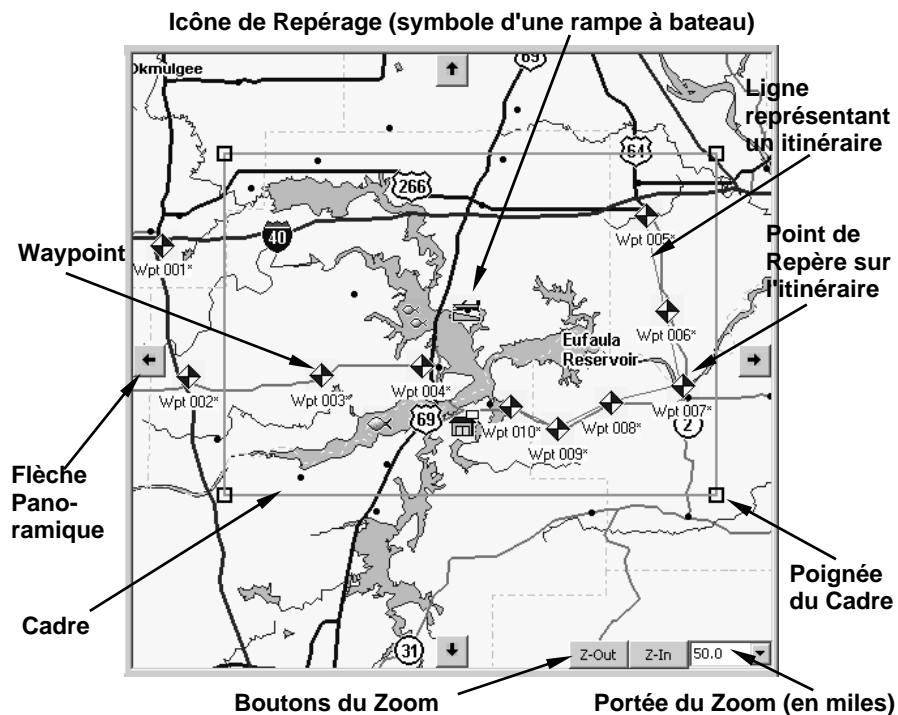 Icône de Repérage (symbole d'une rampe à bateau)
Okmulgee
69
Ligne
représentant
un itinéraire
64
266
Wpt 005*
Point de
Repère sur
l'itinéraire
40
Waypoint
Wpt 001*
Wpt 006*
Eufaula
Reservoir
Wpt 002*
Wpt 003*
Wpt 004*
Wpt 007*
69
Wpt 010*
Wpt 008*
2
Wpt 009*
Flèche
Pano-
ramique
Poignée
du Cadre
Cadre
31
Z-Out
Z-In
50.0
Boutons du Zoom
Portée du Zoom (en miles)